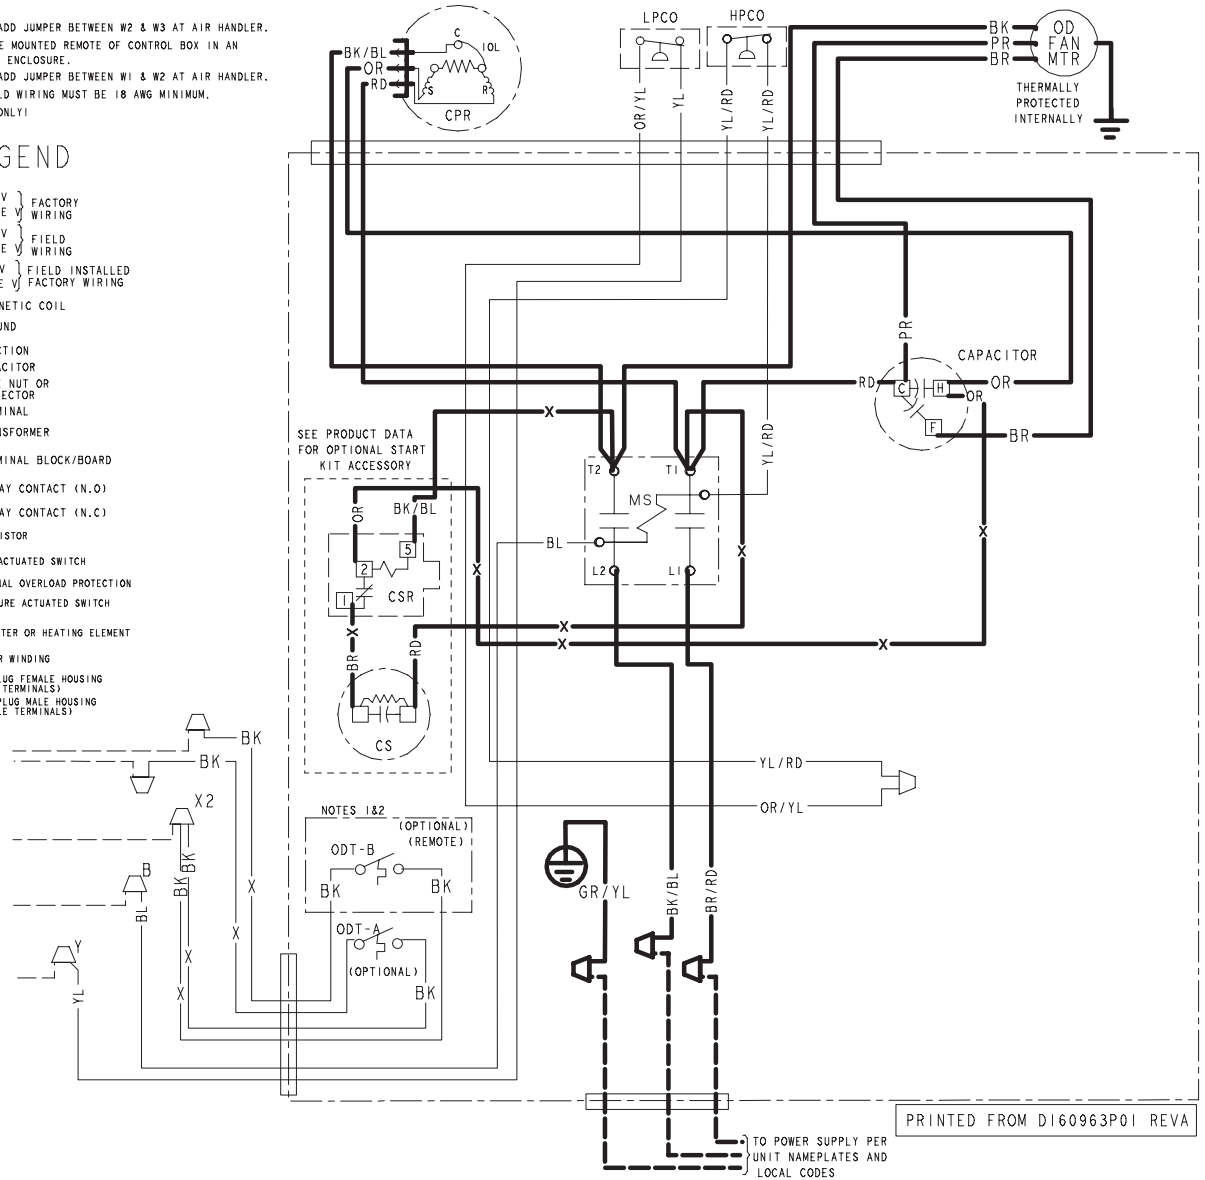 ADD JUMPER BETWEEN W2 & W3 AT AIR HANDLER.
E MOUNTED REMOTE OF CONTROL BOX IN AN
ENCLOSURE.
ADD JUMPER BETWEEN W1 & W2 AT AIR HANDLER.
LD WIRING MUST BE 18 AWG MINIMUM.
ONLY!
GEND
V
E V
FACTORY
WIRING
V
E V
FIELD
WIRING
V
E V
FIELD INSTALLED
FACTORY WIRING
NETIC COIL
UND
CTION
ACITOR
E NUT OR
ECTOR
MINAL
NSFORMER
MINAL BLOCK/BOARD
AY CONTACT (N.O)
AY CONTACT (N.C)
ISTOR
ACTUATED SWITCH
NAL OVERLOAD PROTECTION
URE ACTUATED SWITCH
TER OR HEATING ELEMENT
R WINDING
LUG FEMALE HOUSING
TERMINALS)
PLUG MALE HOUSING
LE TERMINALS)
BK/BL
OR
RD
C
IOL
S
R
CPR
LPCO
HPCO
OR/YL
YL
YL/RD
YL/RD
BK
PR
BR
OD
FAN
MTR
THERMALLY
PROTECTED
INTERNALLY
PR
CAPACITOR
RD
C
H
OR
OR
F
BR
X
SEE PRODUCT DATA
FOR OPTIONAL START
KIT ACCESSORY
YL/RD
T2
T1
MS
L2
L1
BL
OR
BK/BL
5
2
1
CSR
X
X
X
X
X
X
X
BR
RD
CS
BK
BK
X2
BK
BK
B
BL
Y
YL
X
X
X
X
NOTES 1&2
(OPTIONAL)
(REMOTE)
ODT-B
BK
BK
ODT-A
(OPTIONAL)
BK
YL/RD
OR/YL
GR/YL
BK/BL
BR/RD
PRINTED FROM D160963P01 REVA
TO POWER SUPPLY PER
UNIT NAMEPLATES AND
LOCAL CODES